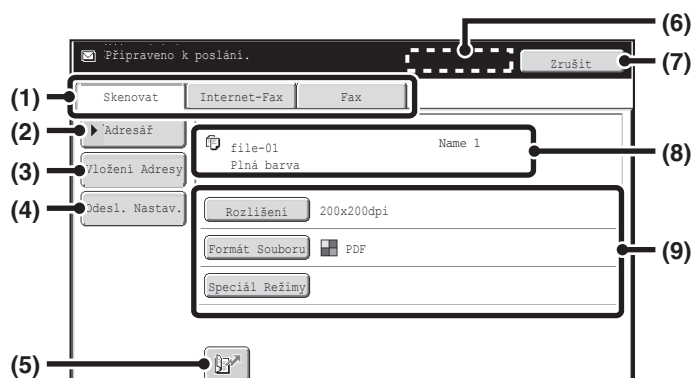 (6)
Připraveno k poslání.
Zrušit
(7)
(1)
Skenovat
Internet-Fax
Fax
(2)
Adresář
file-01
Name 1
(8)
Plná barva
(3)
Vložení Adresy
(4)
Odesl. Nastav.
Rozlišení
200x200dpi
(9)
Formát Souboru
PDF
Speciál Režimy
(5)